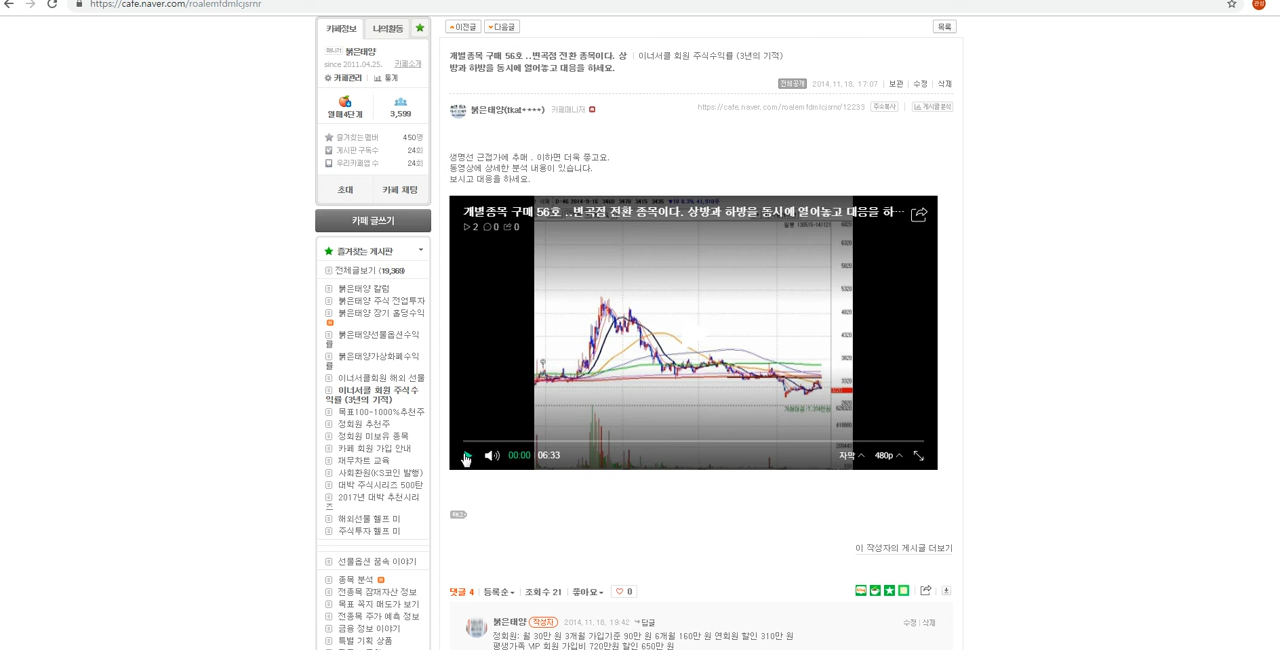 https://cafe.naver.com/roalemfdmlcjsrnr
카페정보 나의활동
매니저 붉은태양
since 2011.04.25. 카페소개
카페관리 통계
열매4단계 3,599
즐겨찾는 멤버 450명
게시판 구독수 24회
우리카페앱 수 24회
초대 카페 채팅
카페 글쓰기
즐겨찾는 게시판
전체글보기 (19,369)
붉은태양 칼럼
붉은태양 주식 전업투자
붉은태양 장기 홀딩수익
붉은태양선물옵션수익
률
붉은태양가상화폐수익
률
이너서클회원 해외 선물
이너서클 회원 주식수
익률 (3년의 기적)
목표100-1000%추천주
정회원 추천주
정회원 미보유 종목
카페 회원 가입 안내
재무차트 교육
사회환원(KS코인 발행)
대박 주식시리즈 500탄
2017년 대박 추천시리
즈
해외선물 헬프 미
주식투자 헬프 미
선물옵션 꿈속 이야기
종목 분석
전종목 잠재자산 정보
목표 꼭지 매도가 보기
전종목 주가 예측 정보
금융 정보 이야기
특별 기획 상품
이전글 다음글 목록
개별종목 구매 56호 ..변곡점 전환 종목이다. 상 이너서클 회원 주식수익률 (3년의 기적)
방과 하방을 동시에 열어놓고 대응을 하세요.
전체공개 2014.11.18. 17:07 보관 수정 삭제
붉은태양(tkat****) 카페매니저 https://cafe.naver.com/roalemfdmlcjsrnr/12233 주소복사 게시글 분석
생명선 근접가에 추매 . 이하면 더욱 좋고요.
동영상에 상세한 분석 내용이 있습니다.
보시고 대응을 하세요.
개별종목 구매 56호 ..변곡점 전환 종목이다. 상방과 하방을 동시에 열어놓고 대응을 하···
2 0 0
6320
5820
5320
4820
4320
3820
3320
2820
00:00 06:33 자막 480p
태그
이 작성자의 게시글 더보기
댓글 4 등록순 조회수 21 좋아요 0
붉은태양 작성자 2014.11.18. 19:42 답글 수정 삭제
정회원: 월 30만 원 3개월 가입기준 90만 원 6개월 160만 원 연회원 할인 310만 원
평생가족 VIP 회원 가입비 720만원 할인 650만 원